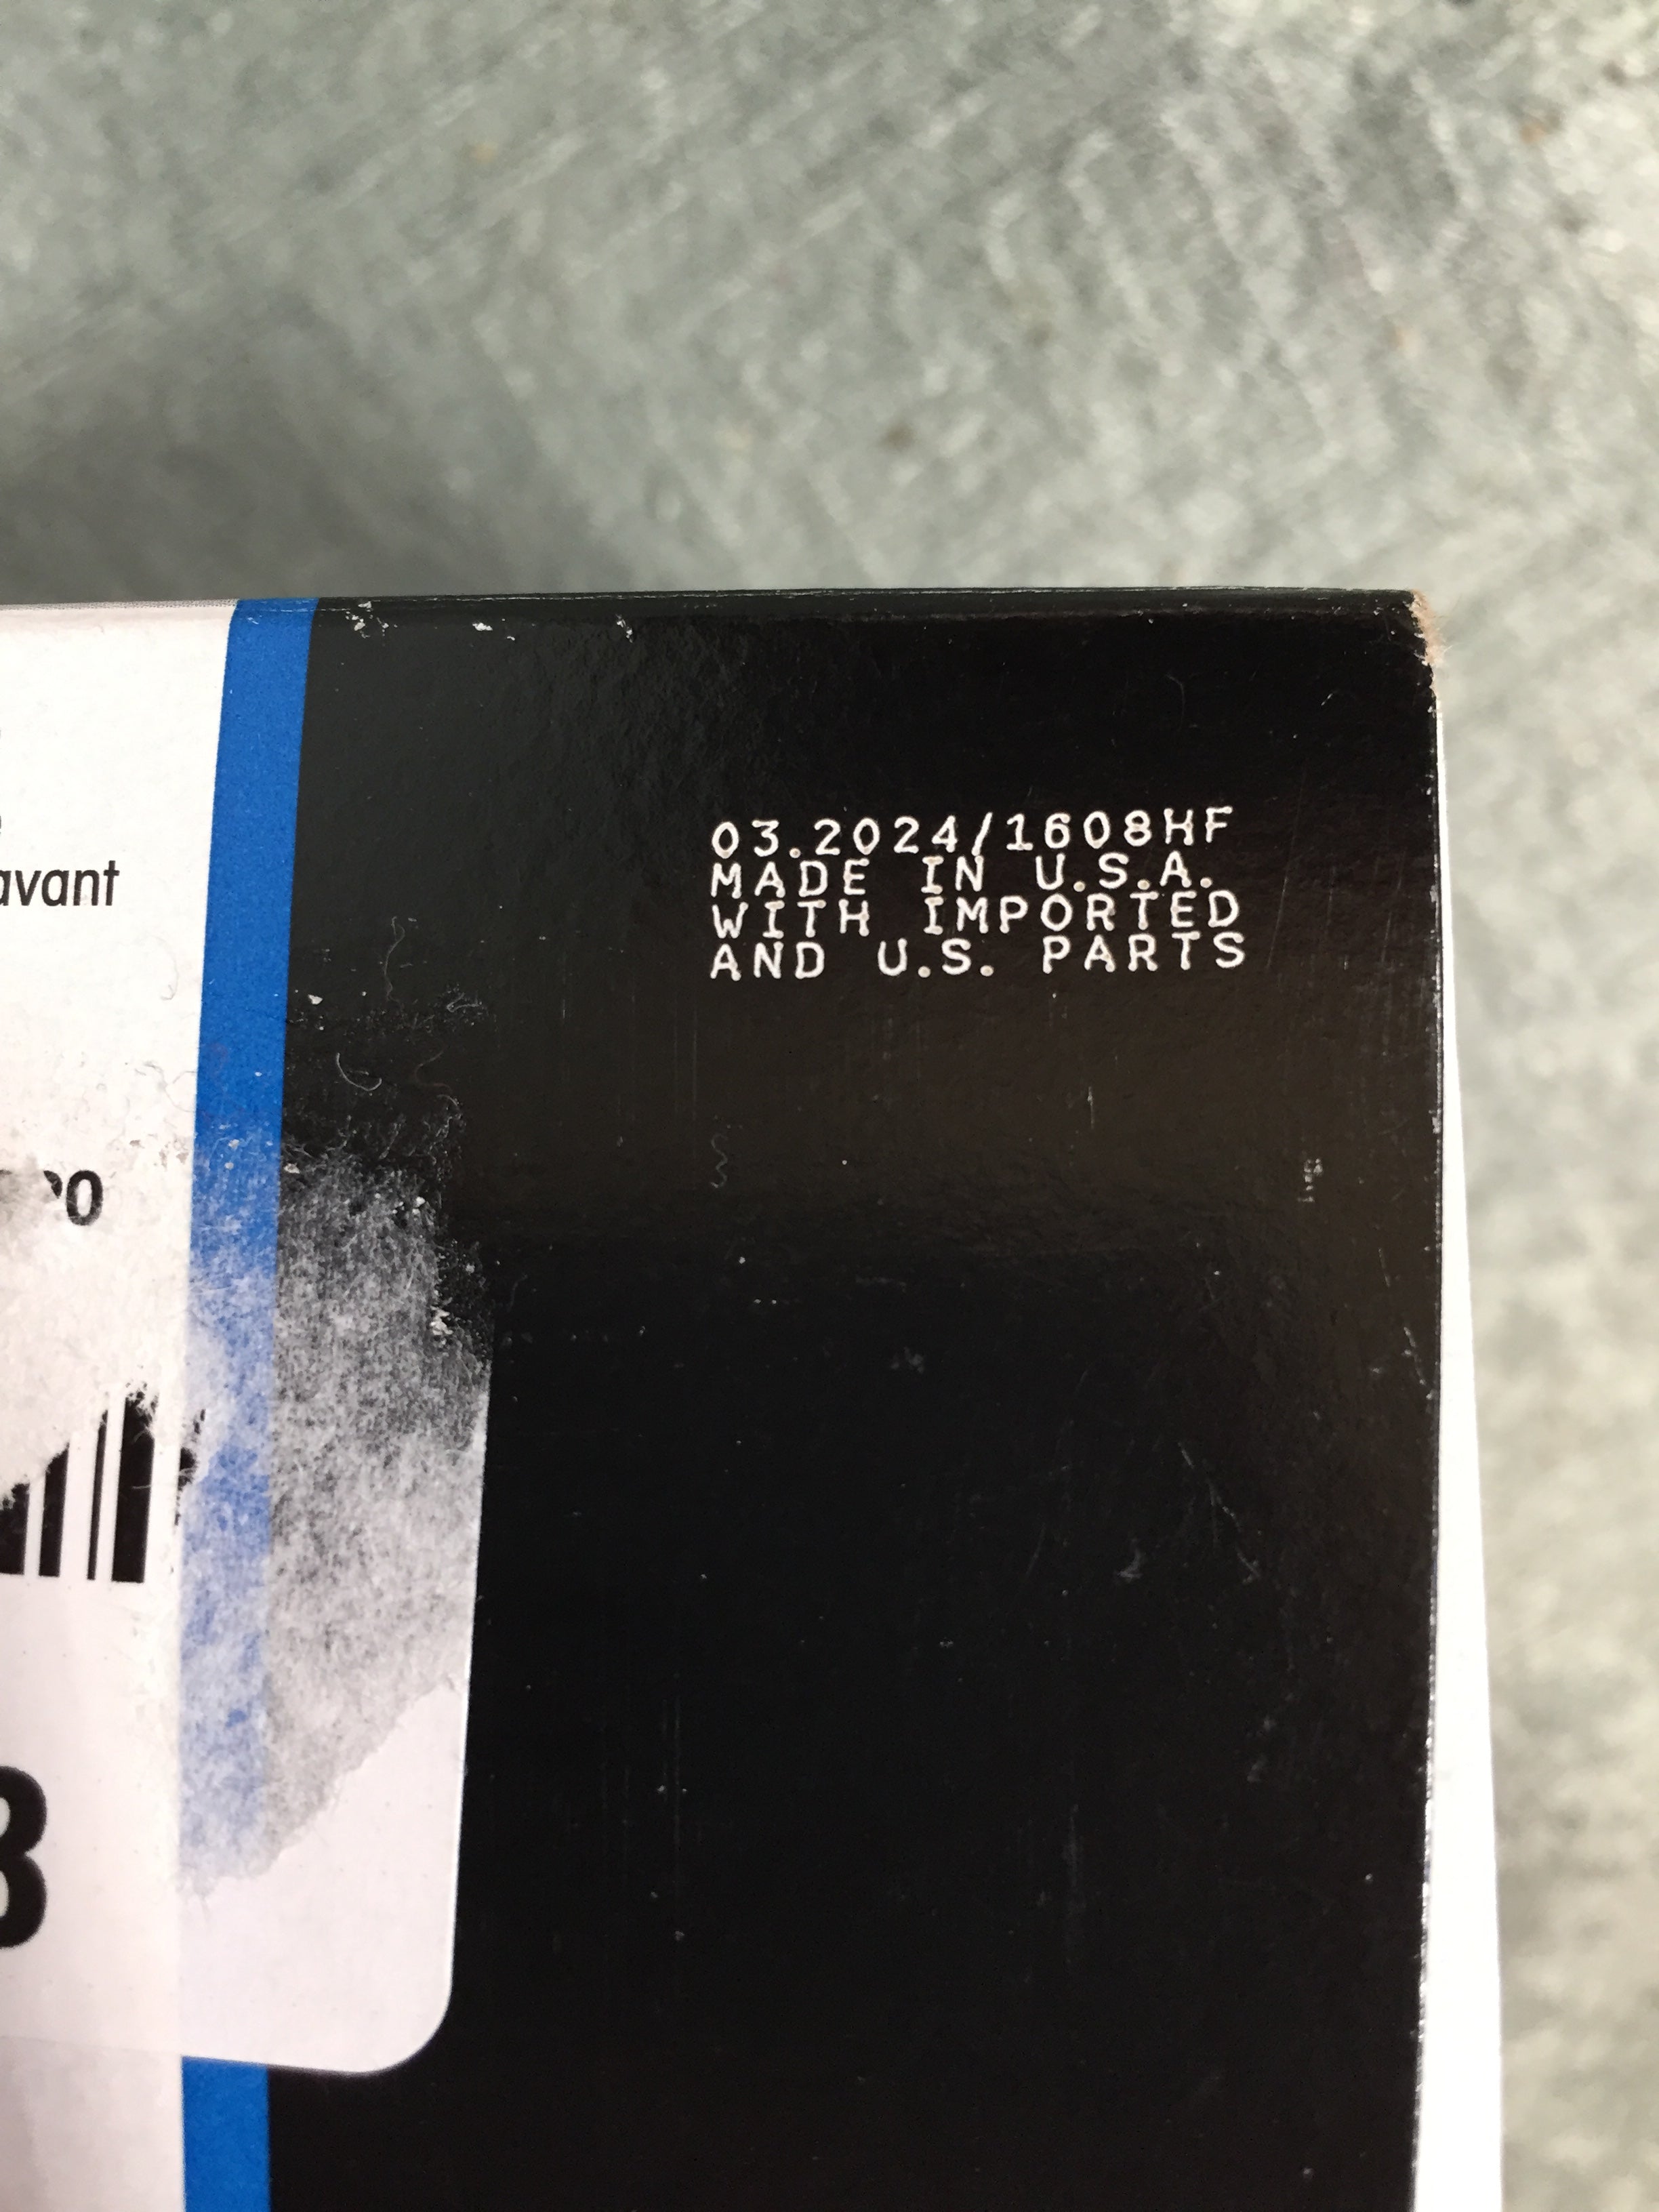 avant
03.2024/1608HF
MADE IN U.S.A.
WITH IMPORTED
AND U.S. PARTS